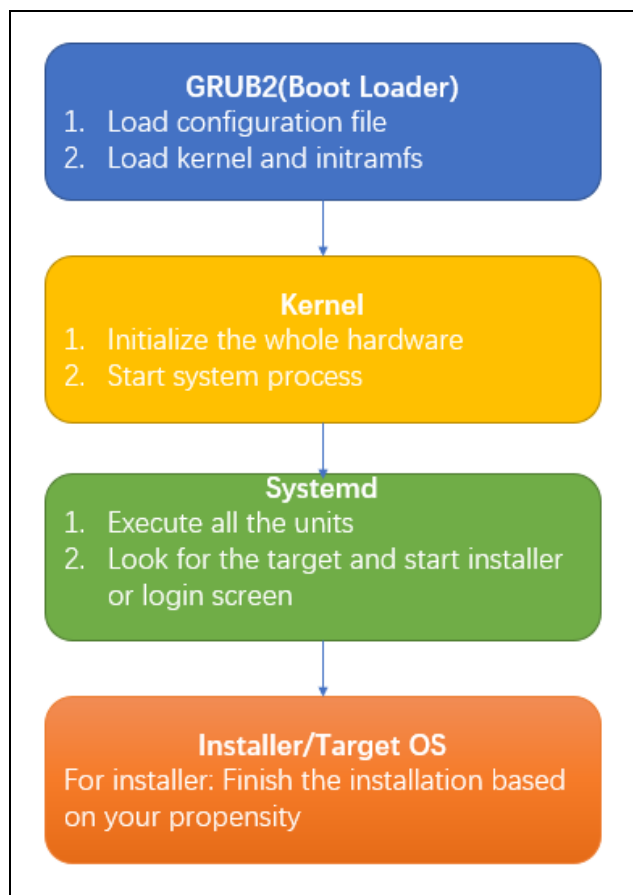 GRUB2(Boot Loader)
1. Load configuration file
2. Load kernel and initramfs
Kernel
1. Initialize the whole hardware
2. Start system process
Systemd
1. Execute all the units
2. Look for the target and start installer
or login screen
Installer/Target OS
For installer: Finish the installation based
on your propensity